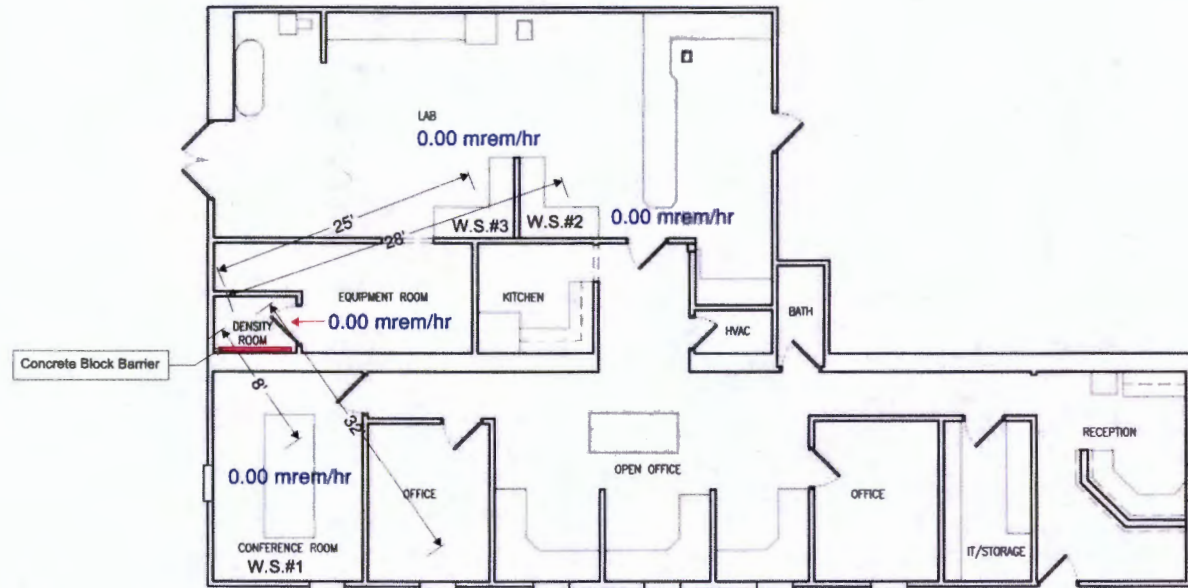 LAB
0.00 mrem/hr
25'
28'
W.S.#3
W.S.#2
0.00 mrem/hr
EQUIPMENT ROOM
KITCHEN
0.00 mrem/hr
DENSITY
ROOM
HVAC
BATH
Concrete Block Barrier
8'
32'
RECEPTION
0.00 mrem/hr
OPEN OFFICE
OFFICE
OFFICE
CONFERENCE ROOM
W.S.#1
IT/STORAGE